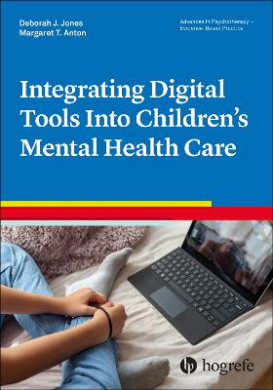 Deborah J. Jones
Margaret T. Anton
Advances in Psychotherapy –
Evidence-Based Practice
Integrating Digital
Tools Into Children's
Mental Health Care
hogrefe